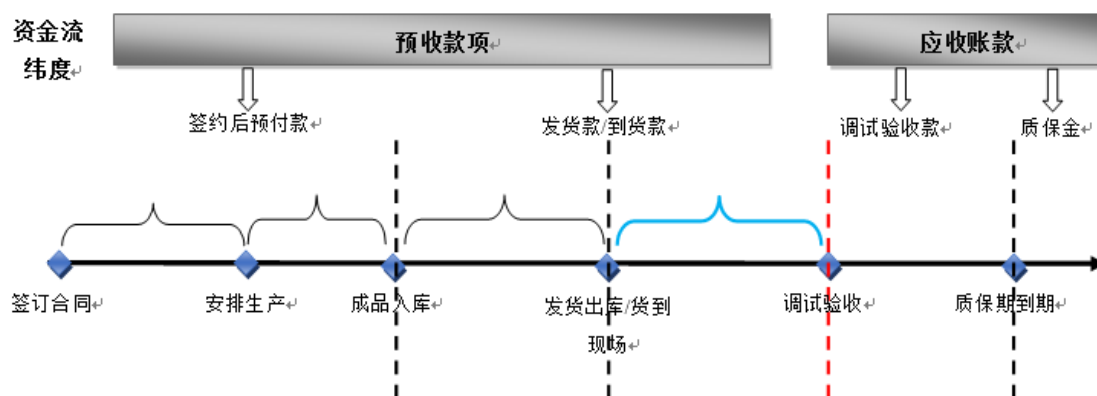 资金流
纬度↵
预收款项↵
应收账款↵
签约后预付款↵
发货款/到货款↵
调试验收款↵
质保金↵
签订合同↵
安排生产↵
成品入库↵
发货出库/货到
现场↵
调试验收↵
质保期到期↵